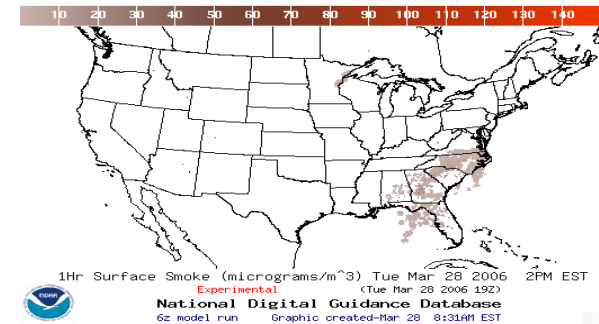 10 20 30 40 50 60 70 80 90 100 110 120 130 140
1Hr Surface Smoke (micrograms/m^3) Tue Mar 28 2006 2PM EST
Experimental (Tue Mar 28 2006 19Z)
National Digital Guidance Database
6z model run Graphic created-Mar 28 8:31AM EST
NOAA